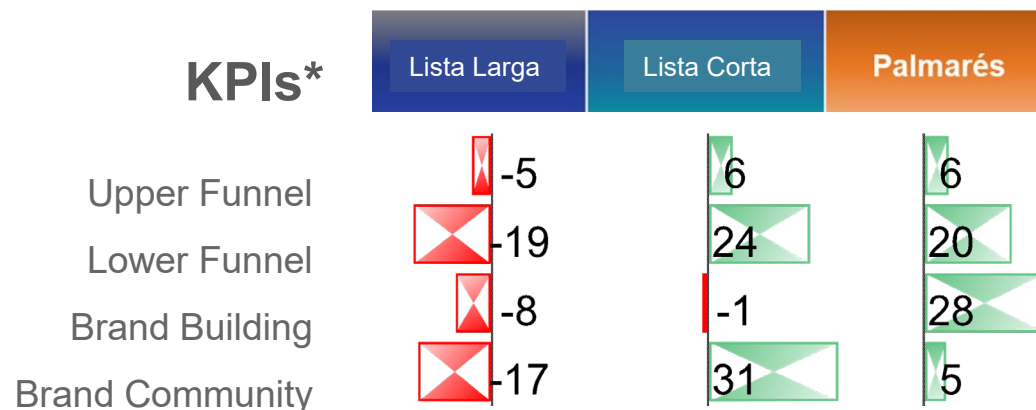 KPIs* Lista Larga Lista Corta Palmarés
Upper Funnel -5 6 6
Lower Funnel -19 24 20
Brand Building -8 -1 28
Brand Community -17 31 5